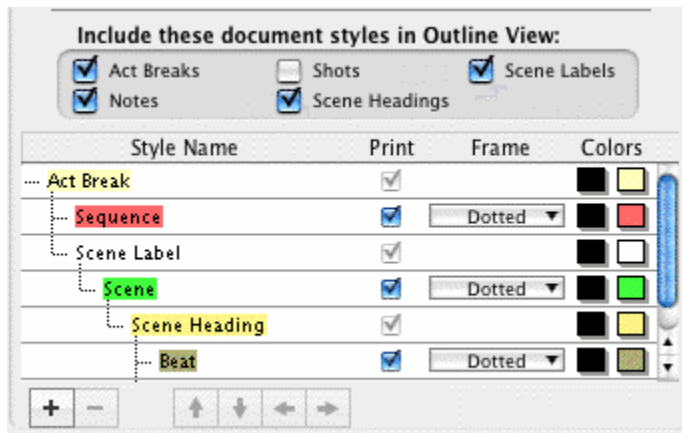 Include these document styles in Outline View:
Act Breaks Shots Scene Labels
Notes Scene Headings
Style Name Print Frame Colors
Act Break
Sequence Dotted
Scene Label
Scene Dotted
Scene Heading
Beat Dotted